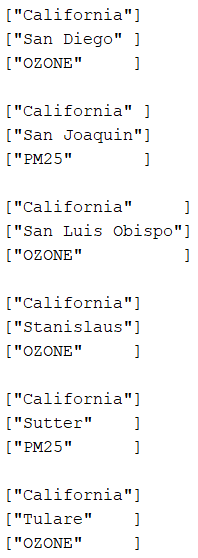 ["California"]
["San Diego" ]
["OZONE"     ]

["California" ]
["San Joaquin"]
["PM25"       ]

["California"     ]
["San Luis Obispo"]
["OZONE"          ]

["California"]
["Stanislaus"]
["OZONE"     ]

["California"]
["Sutter"    ]
["PM25"      ]

["California"]
["Tulare"    ]
["OZONE"     ]